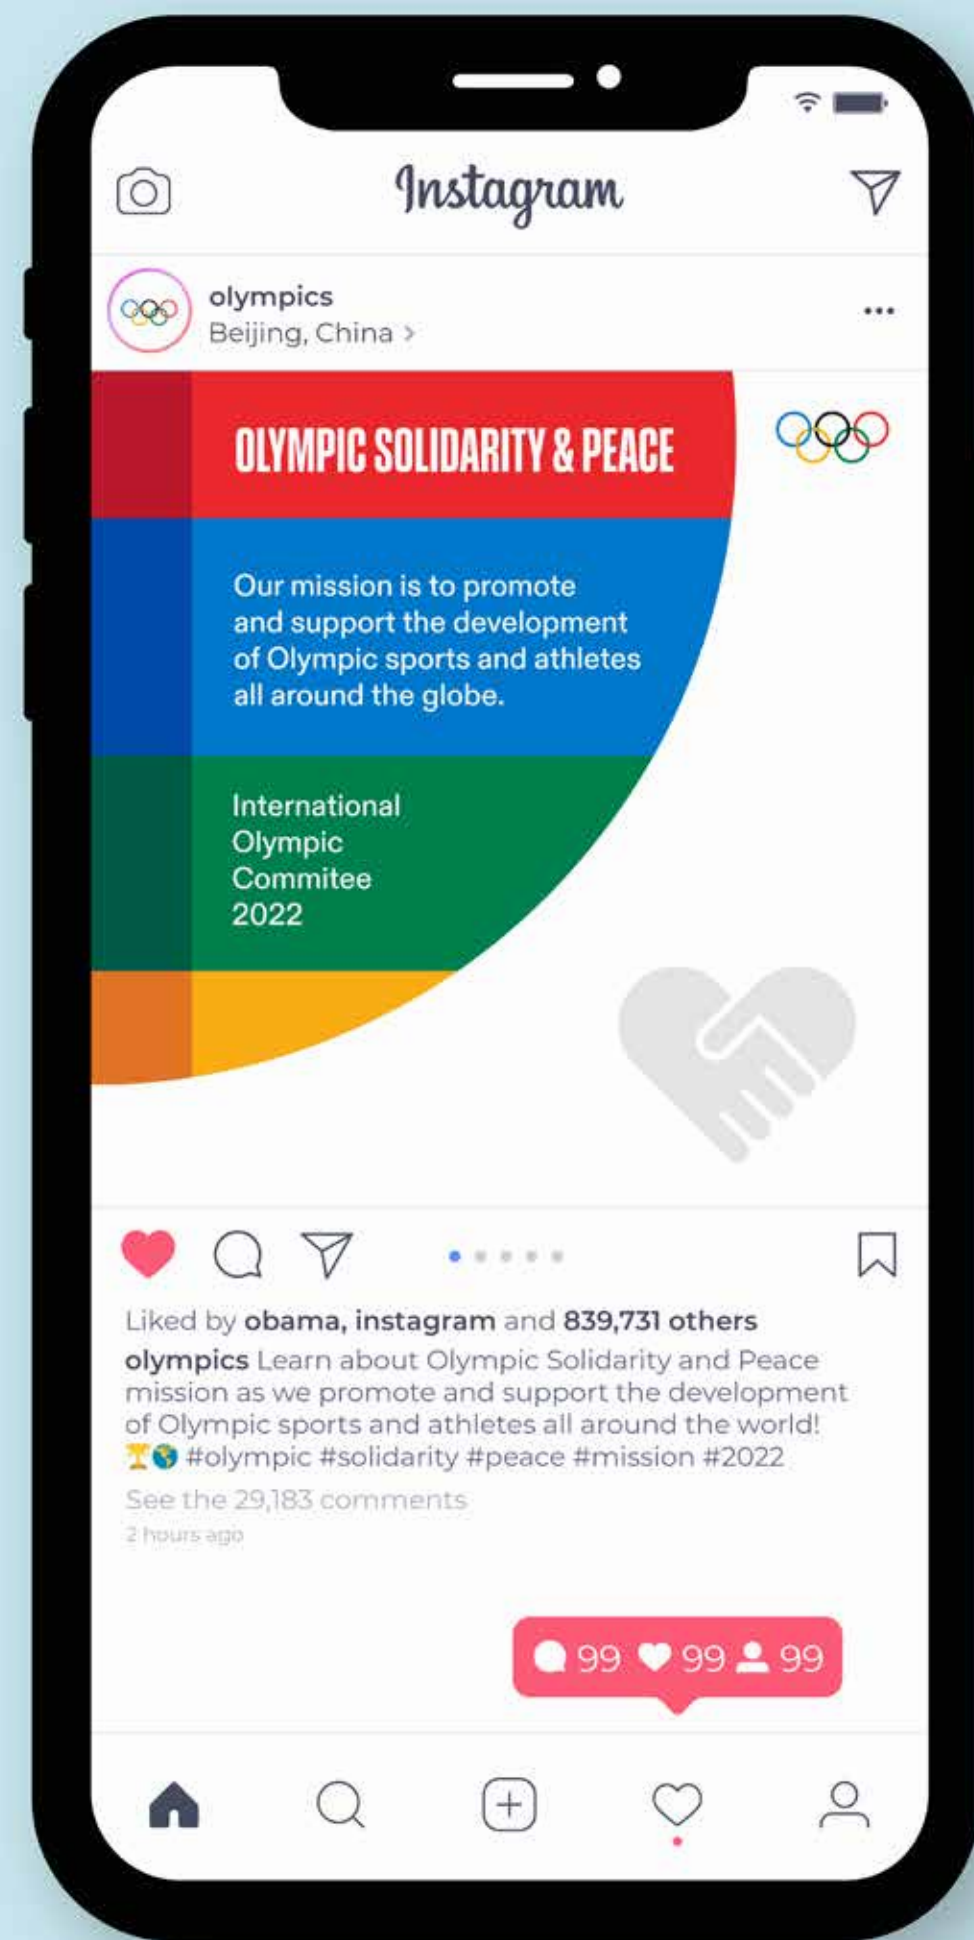 Instagram
olympics
Beijing, China >
OLYMPIC SOLIDARITY & PEACE
Our mission is to promote
and support the development
of Olympic sports and athletes
all around the globe.
International
Olympic
Commitee
2022
Liked by obama, instagram and 839,731 others
olympics Learn about Olympic Solidarity and Peace
mission as we promote and support the development
of Olympic sports and athletes all around the world!
🏆🌎 #olympic #solidarity #peace #mission #2022
See the 29,183 comments
2 hours ago
99 99 99